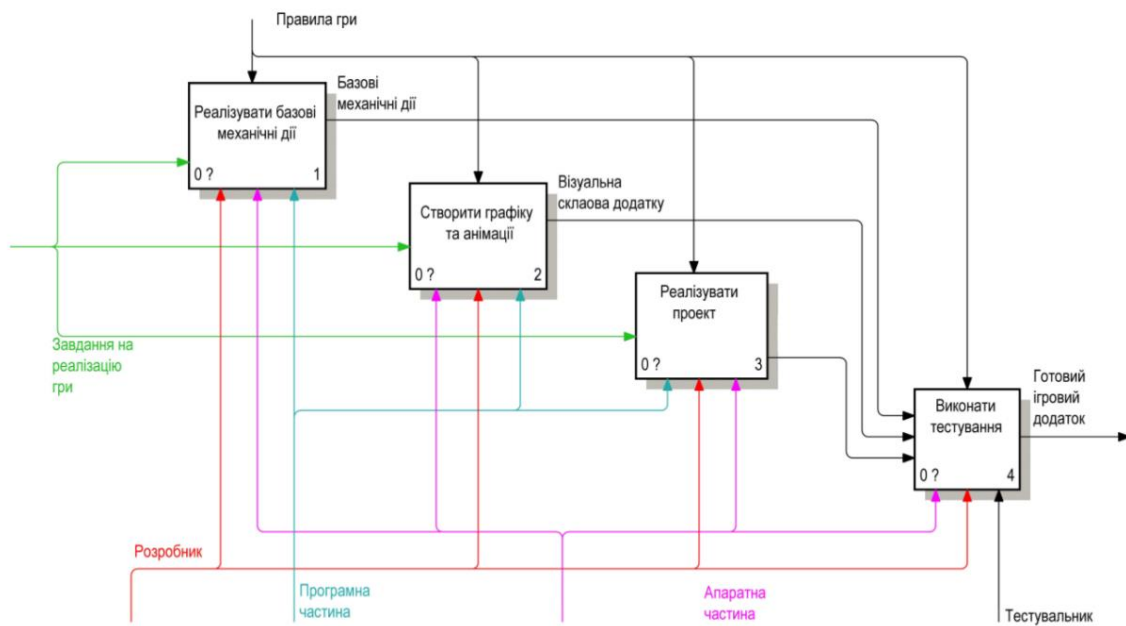 Правила гри
Базові
механічні дії
Реалізувати базові
механічні дії
0 ?
1
Візуальна
склаова додатку
Створити графіку
та анімації
0 ?
2
Реалізувати
проект
0 ?
3
Завдання на
реалізацію
гри
Готовий
ігровий
додаток
Виконати
тестування
0 ?
4
Розробник
Програмна
частина
Апаратна
частина
Тестувальник